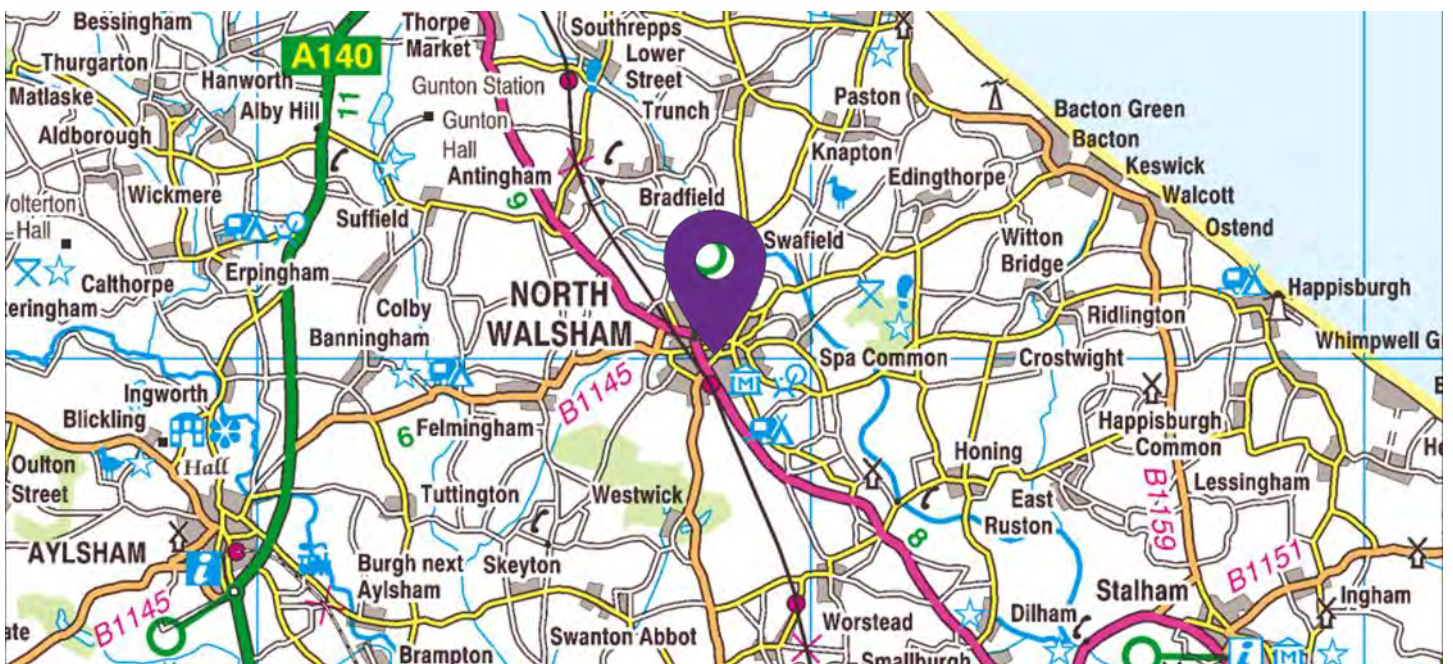 Bessingham
Thurgarton
Hanworth
Matlaske
Alby Hill
Aldborough
A140
11
Thorpe
Market
Gunton Station
Gunton
Hall
Antingham
Southrepps
Lower
Street
Trunch
Paston
Knapton
Bradfield
Edingthorpe
Bacton Green
Bacton
Keswick
Walcott
Ostend
Wickmere
Hall
Calthorpe
Erpingham
Suffield
9
Swafield
Witton
Bridge
Happisburgh
Ridlington
Whimpwell G
Colby
Banningham
NORTH
WALSHAM
Spa Common
Crostwight
Ingworth
Blickling
Hall
Oulton
Street
B1145
6
Felmingham
M
Happisburgh
Common
Honing
Lessingham
Tuttington
Westwick
East
Ruston
B1159
8
AYLSHAM
i
B1145
Burgh next
Aylsham
Skeyton
Swanton Abbot
Brampton
Worstead
Smallburgh
Dilham
Stalham
B1151
Ingham
i
M